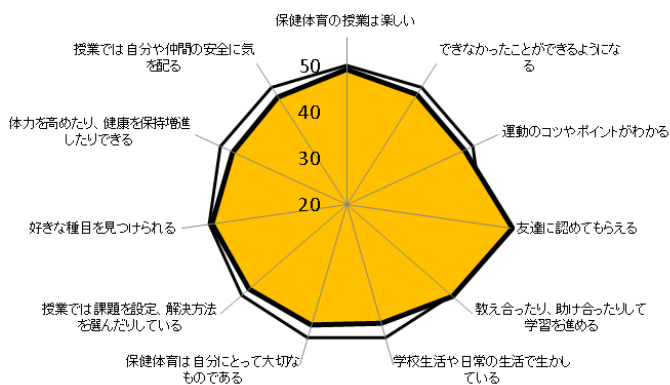 保健体育の授業は楽しい
できなかったことができるようにな
る
運動のコツやポイントがわかる
友達に認めてもらえる
教え合ったり、助け合ったりして
学習を進める
学校生活や日常の生活で生かし
ている
保健体育は自分にとって大切な
ものである
授業では課題を設定、解決方法
を選んだりしている
好きな種目を見つけられる
体力を高めたり、健康を保持増進
したりできる
授業では自分や仲間の安全に気
を配る
50
40
30
20